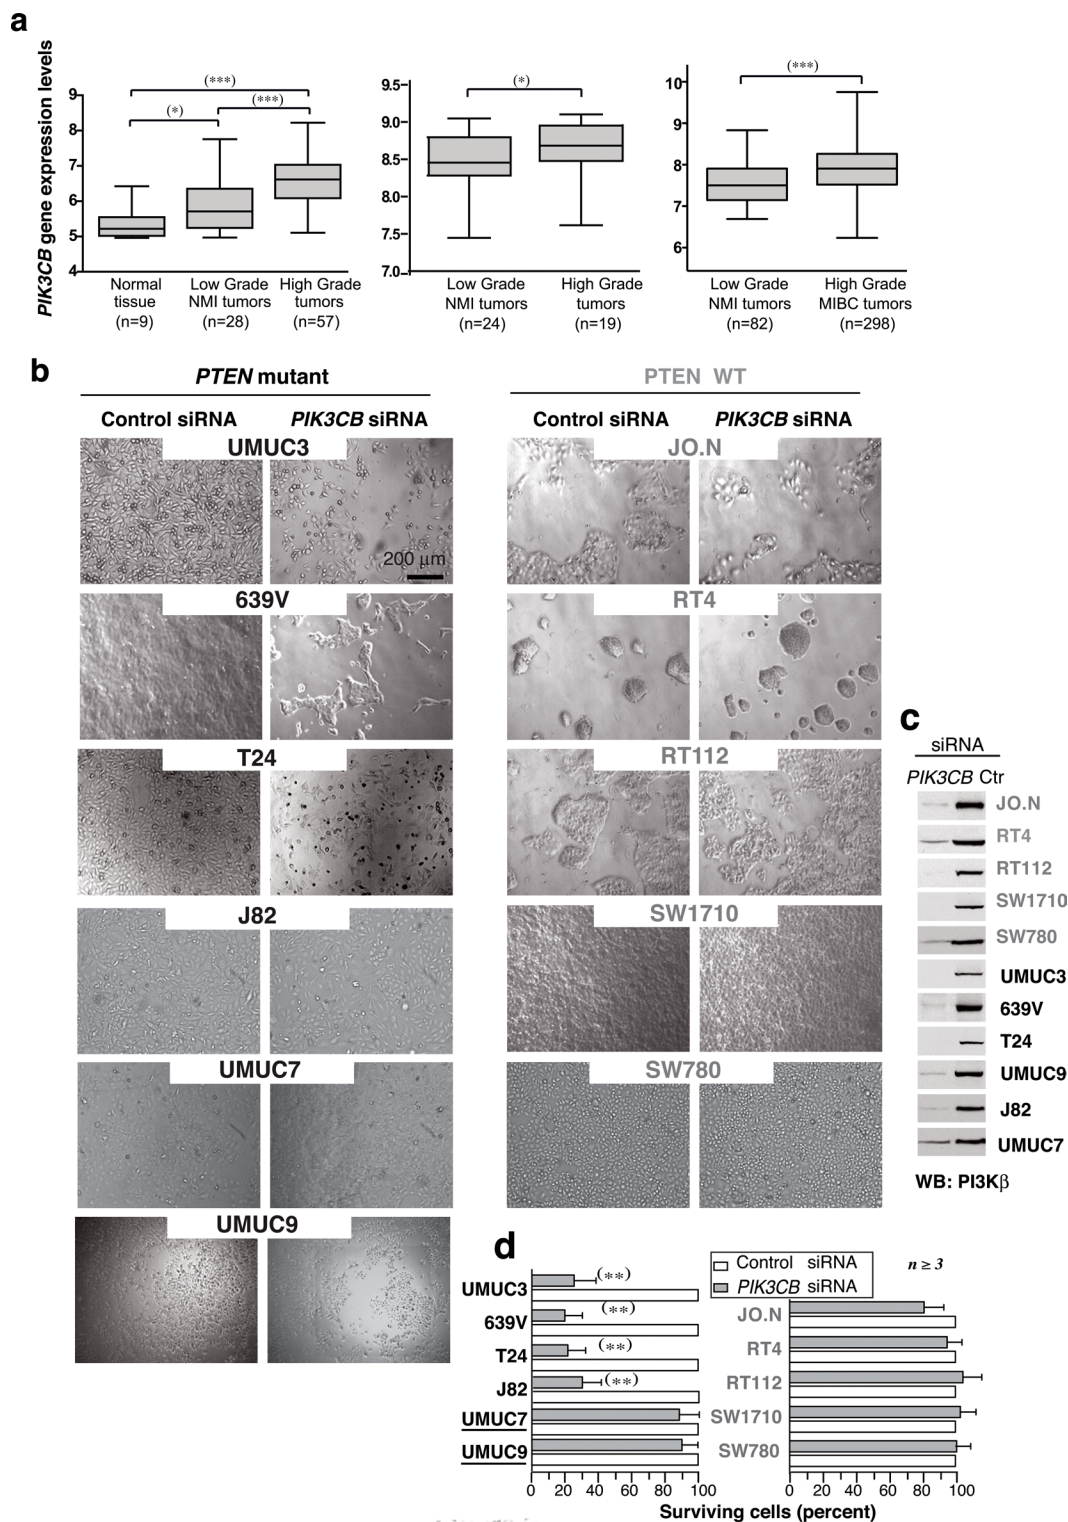 a
PIK3CB gene expression levels
9
8
7
6
5
4
(***)
(*)
(***)
Normal tissue (n=9)
Low Grade NMI tumors (n=28)
High Grade tumors (n=57)
9.5
9.0
8.5
8.0
7.5
7.0
(*)
Low Grade NMI tumors (n=24)
High Grade tumors (n=19)
10
9
8
7
6
(***)
Low Grade NMI tumors (n=82)
High Grade MIBC tumors (n=298)
b
PTEN mutant
PTEN WT
Control siRNA PIK3CB siRNA
Control siRNA PIK3CB siRNA
UMUC3
200 μm
639V
T24
J82
UMUC7
UMUC9
JO.N
RT4
RT112
SW1710
SW780
c
siRNA
PIK3CB Ctr
JO.N
RT4
RT112
SW1710
SW780
UMUC3
639V
T24
UMUC9
J82
UMUC7
WB: PI3Kβ
d
Control siRNA
PIK3CB siRNA
n ≥ 3
UMUC3 (**)
639V (**)
T24 (**)
J82 (**)
UMUC7
UMUC9
0 20 40 60 80 100
JO.N
RT4
RT112
SW1710
SW780
0 20 40 60 80 100
Surviving cells (percent)